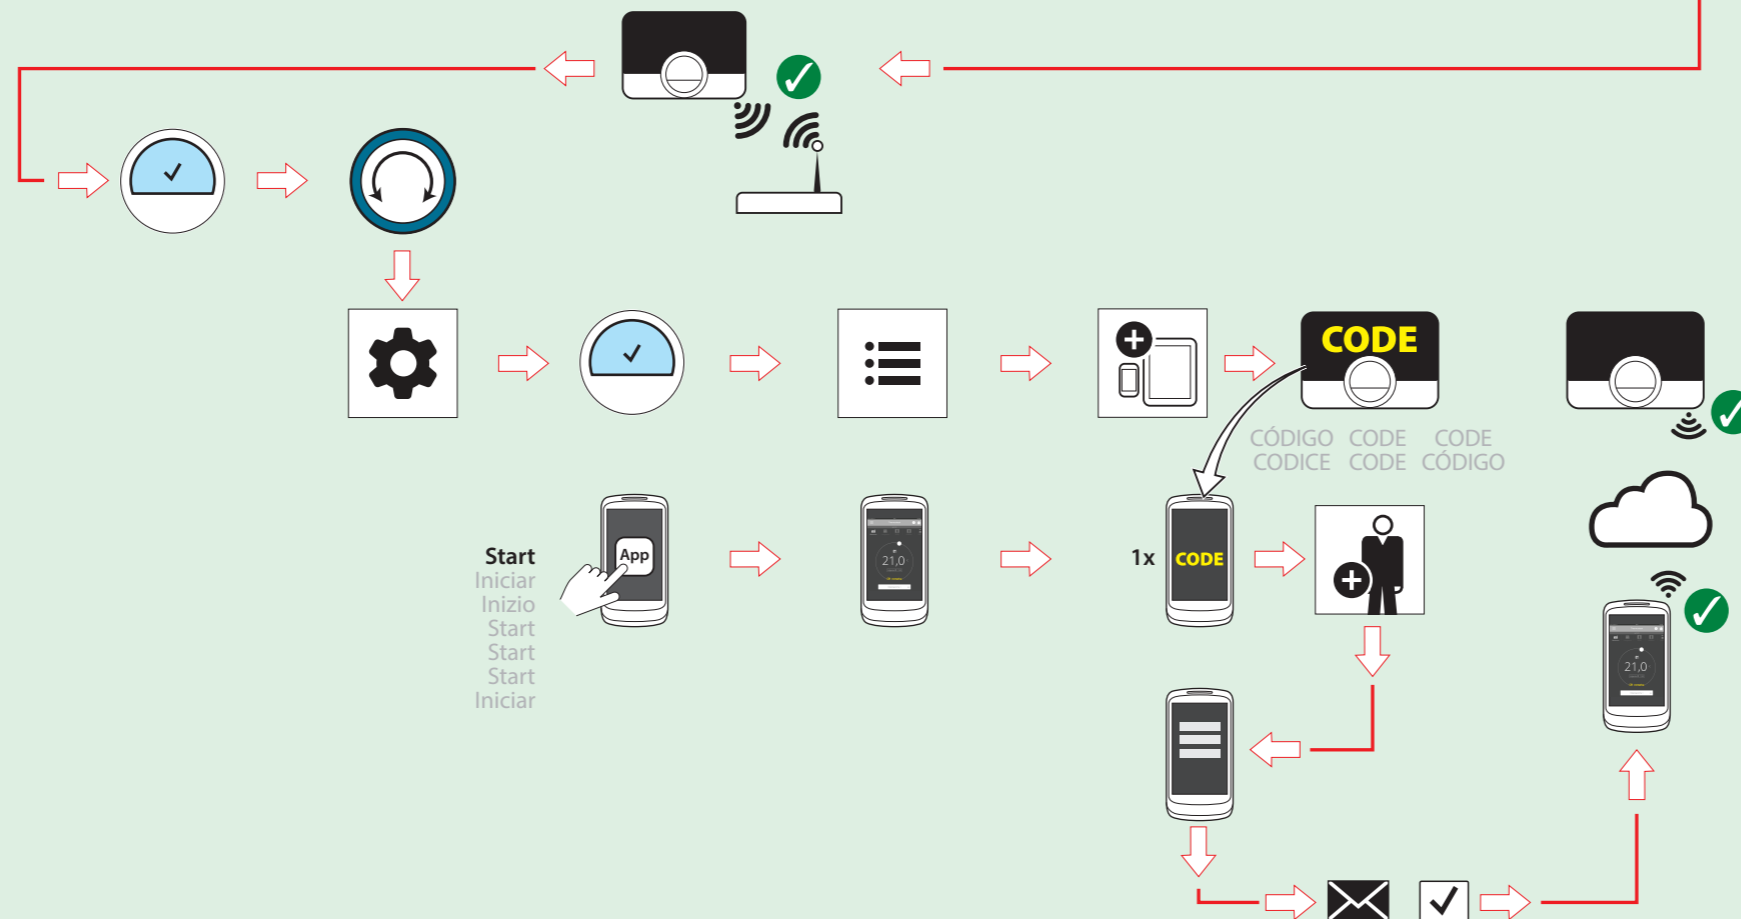 CODE
CÓDIGO CODE CODE
CODICE CODE CÓDIGO
Start
Iniciar
Inizio
Start
Start
Start
Iniciar
App
21,0
1x
CODE
21,0